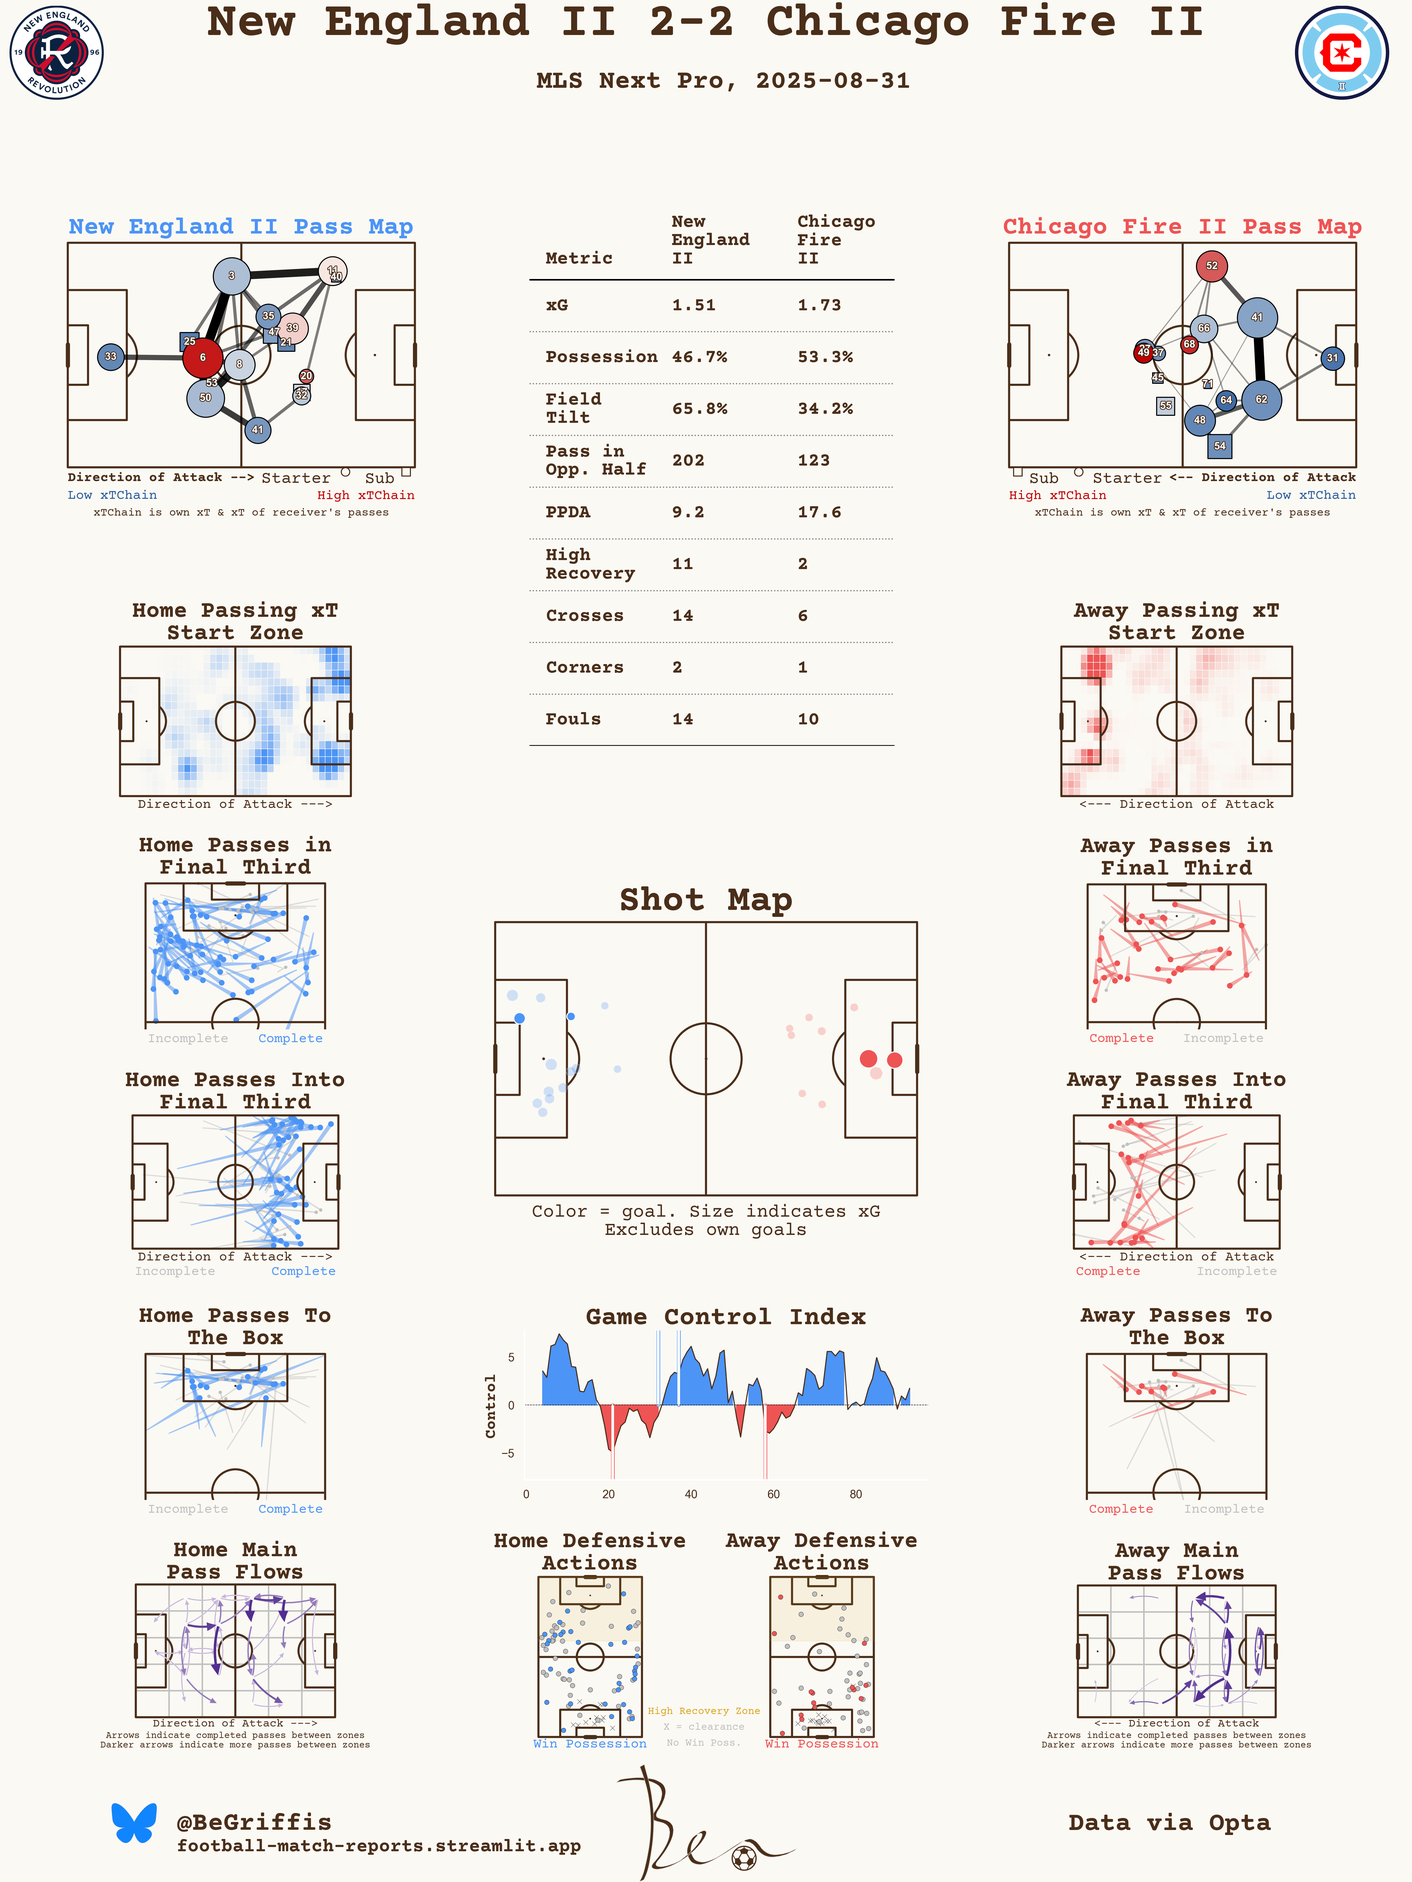 New England II 2-2 Chicago Fire II
MLS Next Pro, 2025-08-31
NEW ENGLAND
19 96
REVOLUTION
II
New England II Pass Map
3
11
40
35
39
47
21
25
33
6
8
53
50
20
32
41
Direction of Attack --> Starter Sub
Low xTChain High xTChain
xTChain is own xT & xT of receiver's passes
Metric New England II Chicago Fire II
xG 1.51 1.73
Possession 46.7% 53.3%
Field Tilt 65.8% 34.2%
Pass in Opp. Half 202 123
PPDA 9.2 17.6
High Recovery 11 2
Crosses 14 6
Corners 2 1
Fouls 14 10
Chicago Fire II Pass Map
52
41
66
68
49
37
45
71
31
55
64
62
48
54
Sub Starter <-- Direction of Attack
High xTChain Low xTChain
xTChain is own xT & xT of receiver's passes
Home Passing xT
Start Zone
Direction of Attack --->
Away Passing xT
Start Zone
<--- Direction of Attack
Home Passes in
Final Third
Incomplete Complete
Away Passes in
Final Third
Complete Incomplete
Shot Map
Color = goal. Size indicates xG
Excludes own goals
Home Passes Into
Final Third
Direction of Attack --->
Incomplete Complete
Away Passes Into
Final Third
<--- Direction of Attack
Complete Incomplete
Home Passes To
The Box
Incomplete Complete
Game Control Index
Control
5
0
−5
0 20 40 60 80
Away Passes To
The Box
Complete Incomplete
Home Main
Pass Flows
Direction of Attack --->
Arrows indicate completed passes between zones
Darker arrows indicate more passes between zones
Home Defensive
Actions
Win Possession
Away Defensive
Actions
Win Possession
High Recovery Zone
X = clearance
No Win Poss.
Away Main
Pass Flows
<--- Direction of Attack
Arrows indicate completed passes between zones
Darker arrows indicate more passes between zones
@BeGriffis
football-match-reports.streamlit.app
Ben
Data via Opta